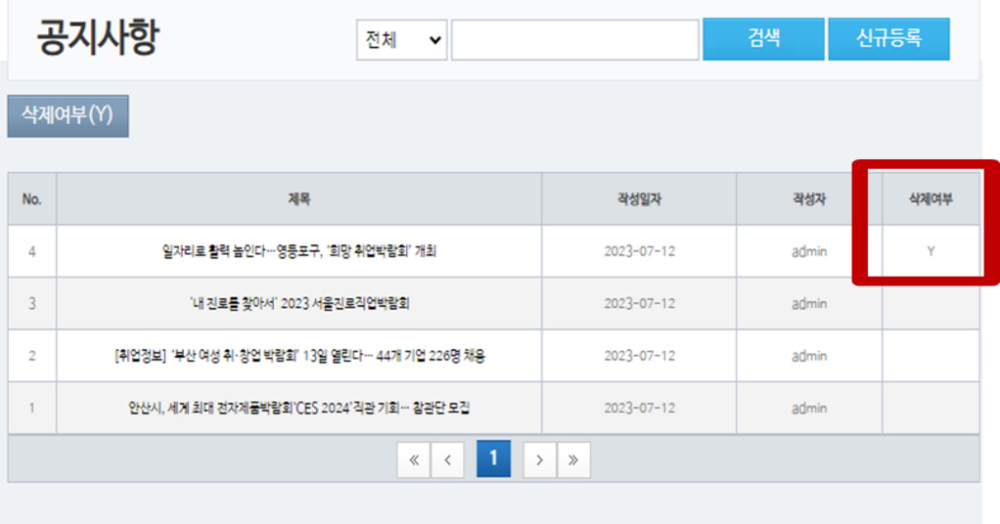 공지사항
전체 검색 신규등록
삭제여부(Y)
No. 제목 작성일자 작성자 삭제여부
4 일자리로 활력 높인다…영등포구, '희망 취업박람회' 개최 2023-07-12 admin Y
3 '내 진로를 찾아서' 2023 서울진로직업박람회 2023-07-12 admin
2 [취업정보] '부산 여성 취·창업 박람회' 13일 열린다… 44개 기업 226명 채용 2023-07-12 admin
1 안산시, 세계 최대 전자제품박람회'CES 2024'직관 기회… 참관단 모집 2023-07-12 admin
« ‹ 1 › »